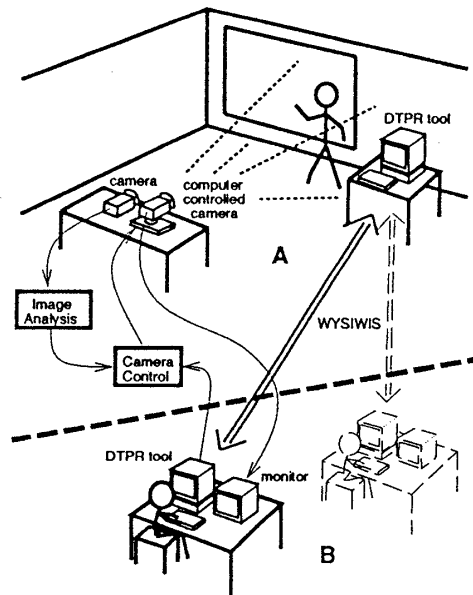 DTPR tool
camera
computer
controlled
camera
A
Image
Analysis
WYSIWIS
Camera
Control
DTPR tool
monitor
B